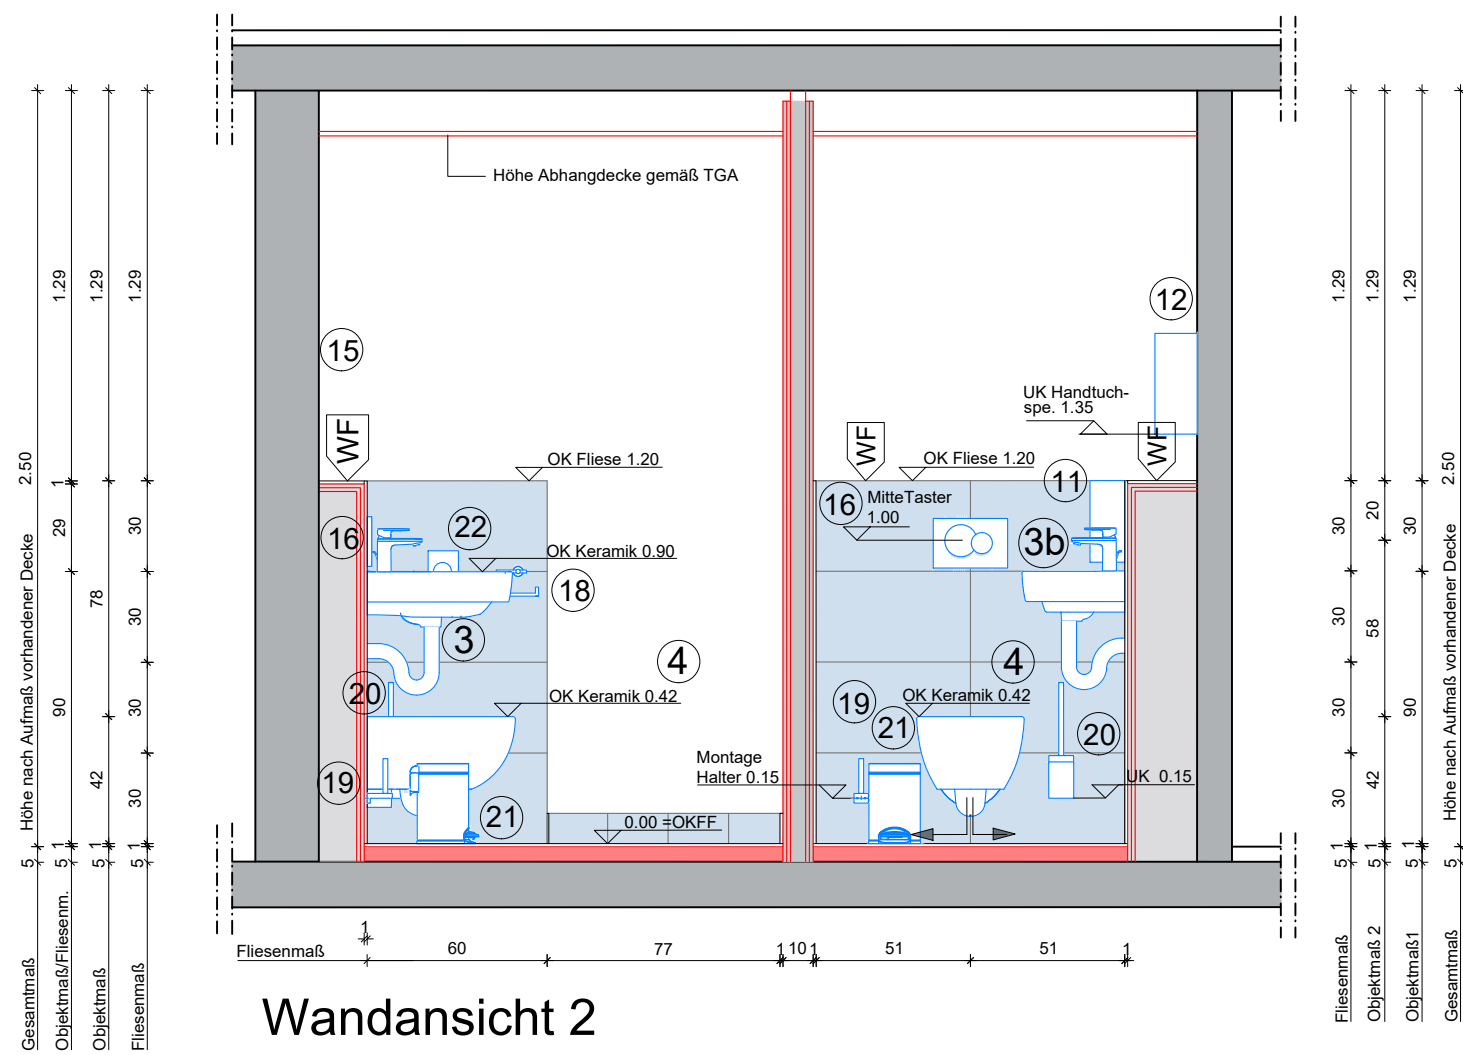 Höhe Abhangdecke gemäß TGA
12
15
UK Handtuch-
spe. 1.35
WF
WF
WF
OK Fliese 1.20
OK Fliese 1.20
11
16
MitteTaster
1.00
16
22
3b
OK Keramik 0.90
18
3
4
4
20
OK Keramik 0.42
19
OK Keramik 0.42
21
20
Montage
Halter 0.15
19
UK 0.15
21
0.00 =OKFF
Fliesenmaß
1
60
77
1
10
1
51
51
1
Wandansicht 2
Gesamtmaß
5
Höhe nach Aufmaß vorhandener Decke
2.50
Objektmaß/Fliesenm.
5
1
90
29
1
1.29
Objektmaß
5
1
42
78
1.29
Fliesenmaß
5
1
30
30
30
30
1.29
Fliesenmaß
5
1
30
30
30
30
1.29
Objektmaß 2
5
1
42
58
20
1.29
Objektmaß1
5
1
90
30
1.29
Gesamtmaß
5
Höhe nach Aufmaß vorhandener Decke
2.50